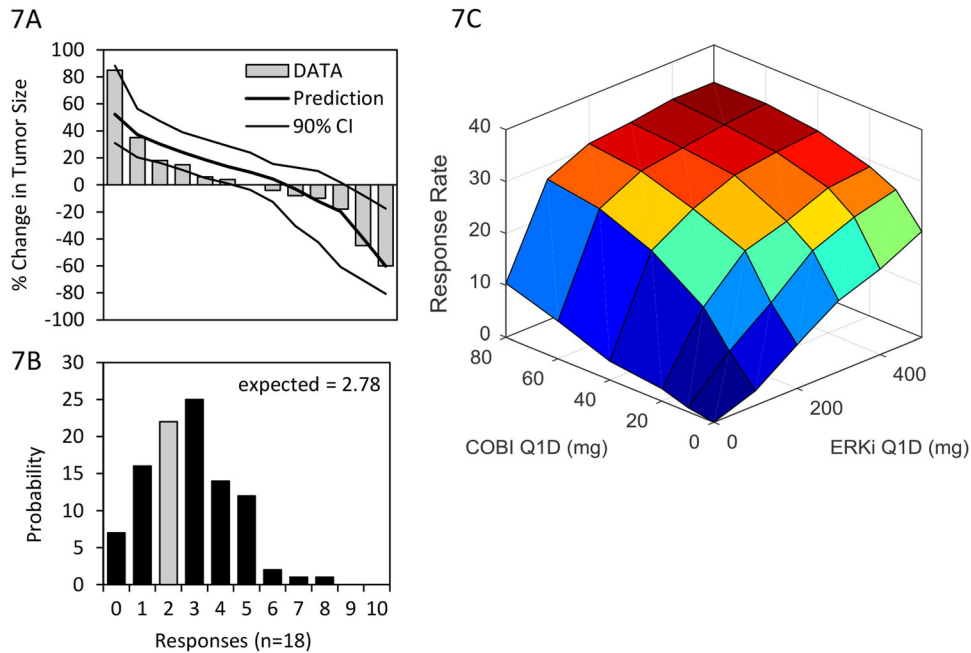 7A
100
80
60
40
20
0
-20
-40
-60
-80
-100
% Change in Tumor Size
DATA
Prediction
90% CI
7B
30
25
20
15
10
5
0
Probability
expected = 2.78
0 1 2 3 4 5 6 7 8 9 10
Responses (n=18)
7C
40
30
20
10
0
Response Rate
80
60
40
20
0
COBI Q1D (mg)
0
200
400
ERKi Q1D (mg)